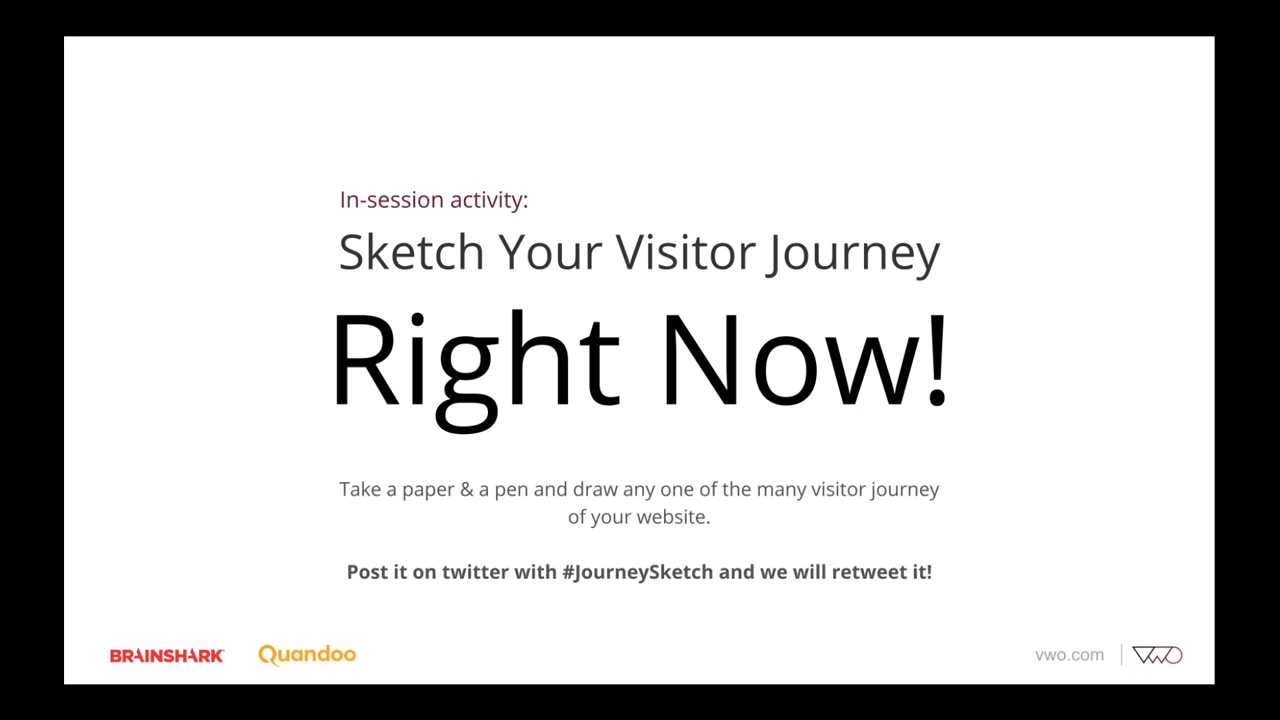 In-session activity:
Sketch Your Visitor Journey
Right Now!
Take a paper & a pen and draw any one of the many visitor journey
of your website.
Post it on twitter with #JourneySketch and we will retweet it!
BRAINSHARK Quandoo vwo.com | VWO